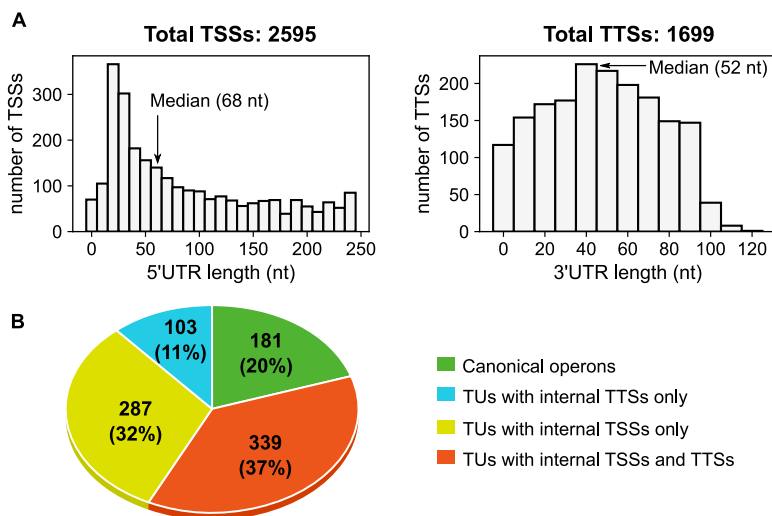 A
Total TSSs: 2595
number of TSSs
300
200
100
0
Median (68 nt)
0 50 100 150 200 250
5'UTR length (nt)
Total TTSs: 1699
number of TTSs
200
150
100
50
0
Median (52 nt)
0 20 40 60 80 100 120
3'UTR length (nt)
B
103
(11%)
181
(20%)
287
(32%)
339
(37%)
Canonical operons
TUs with internal TTSs only
TUs with internal TSSs only
TUs with internal TSSs and TTSs